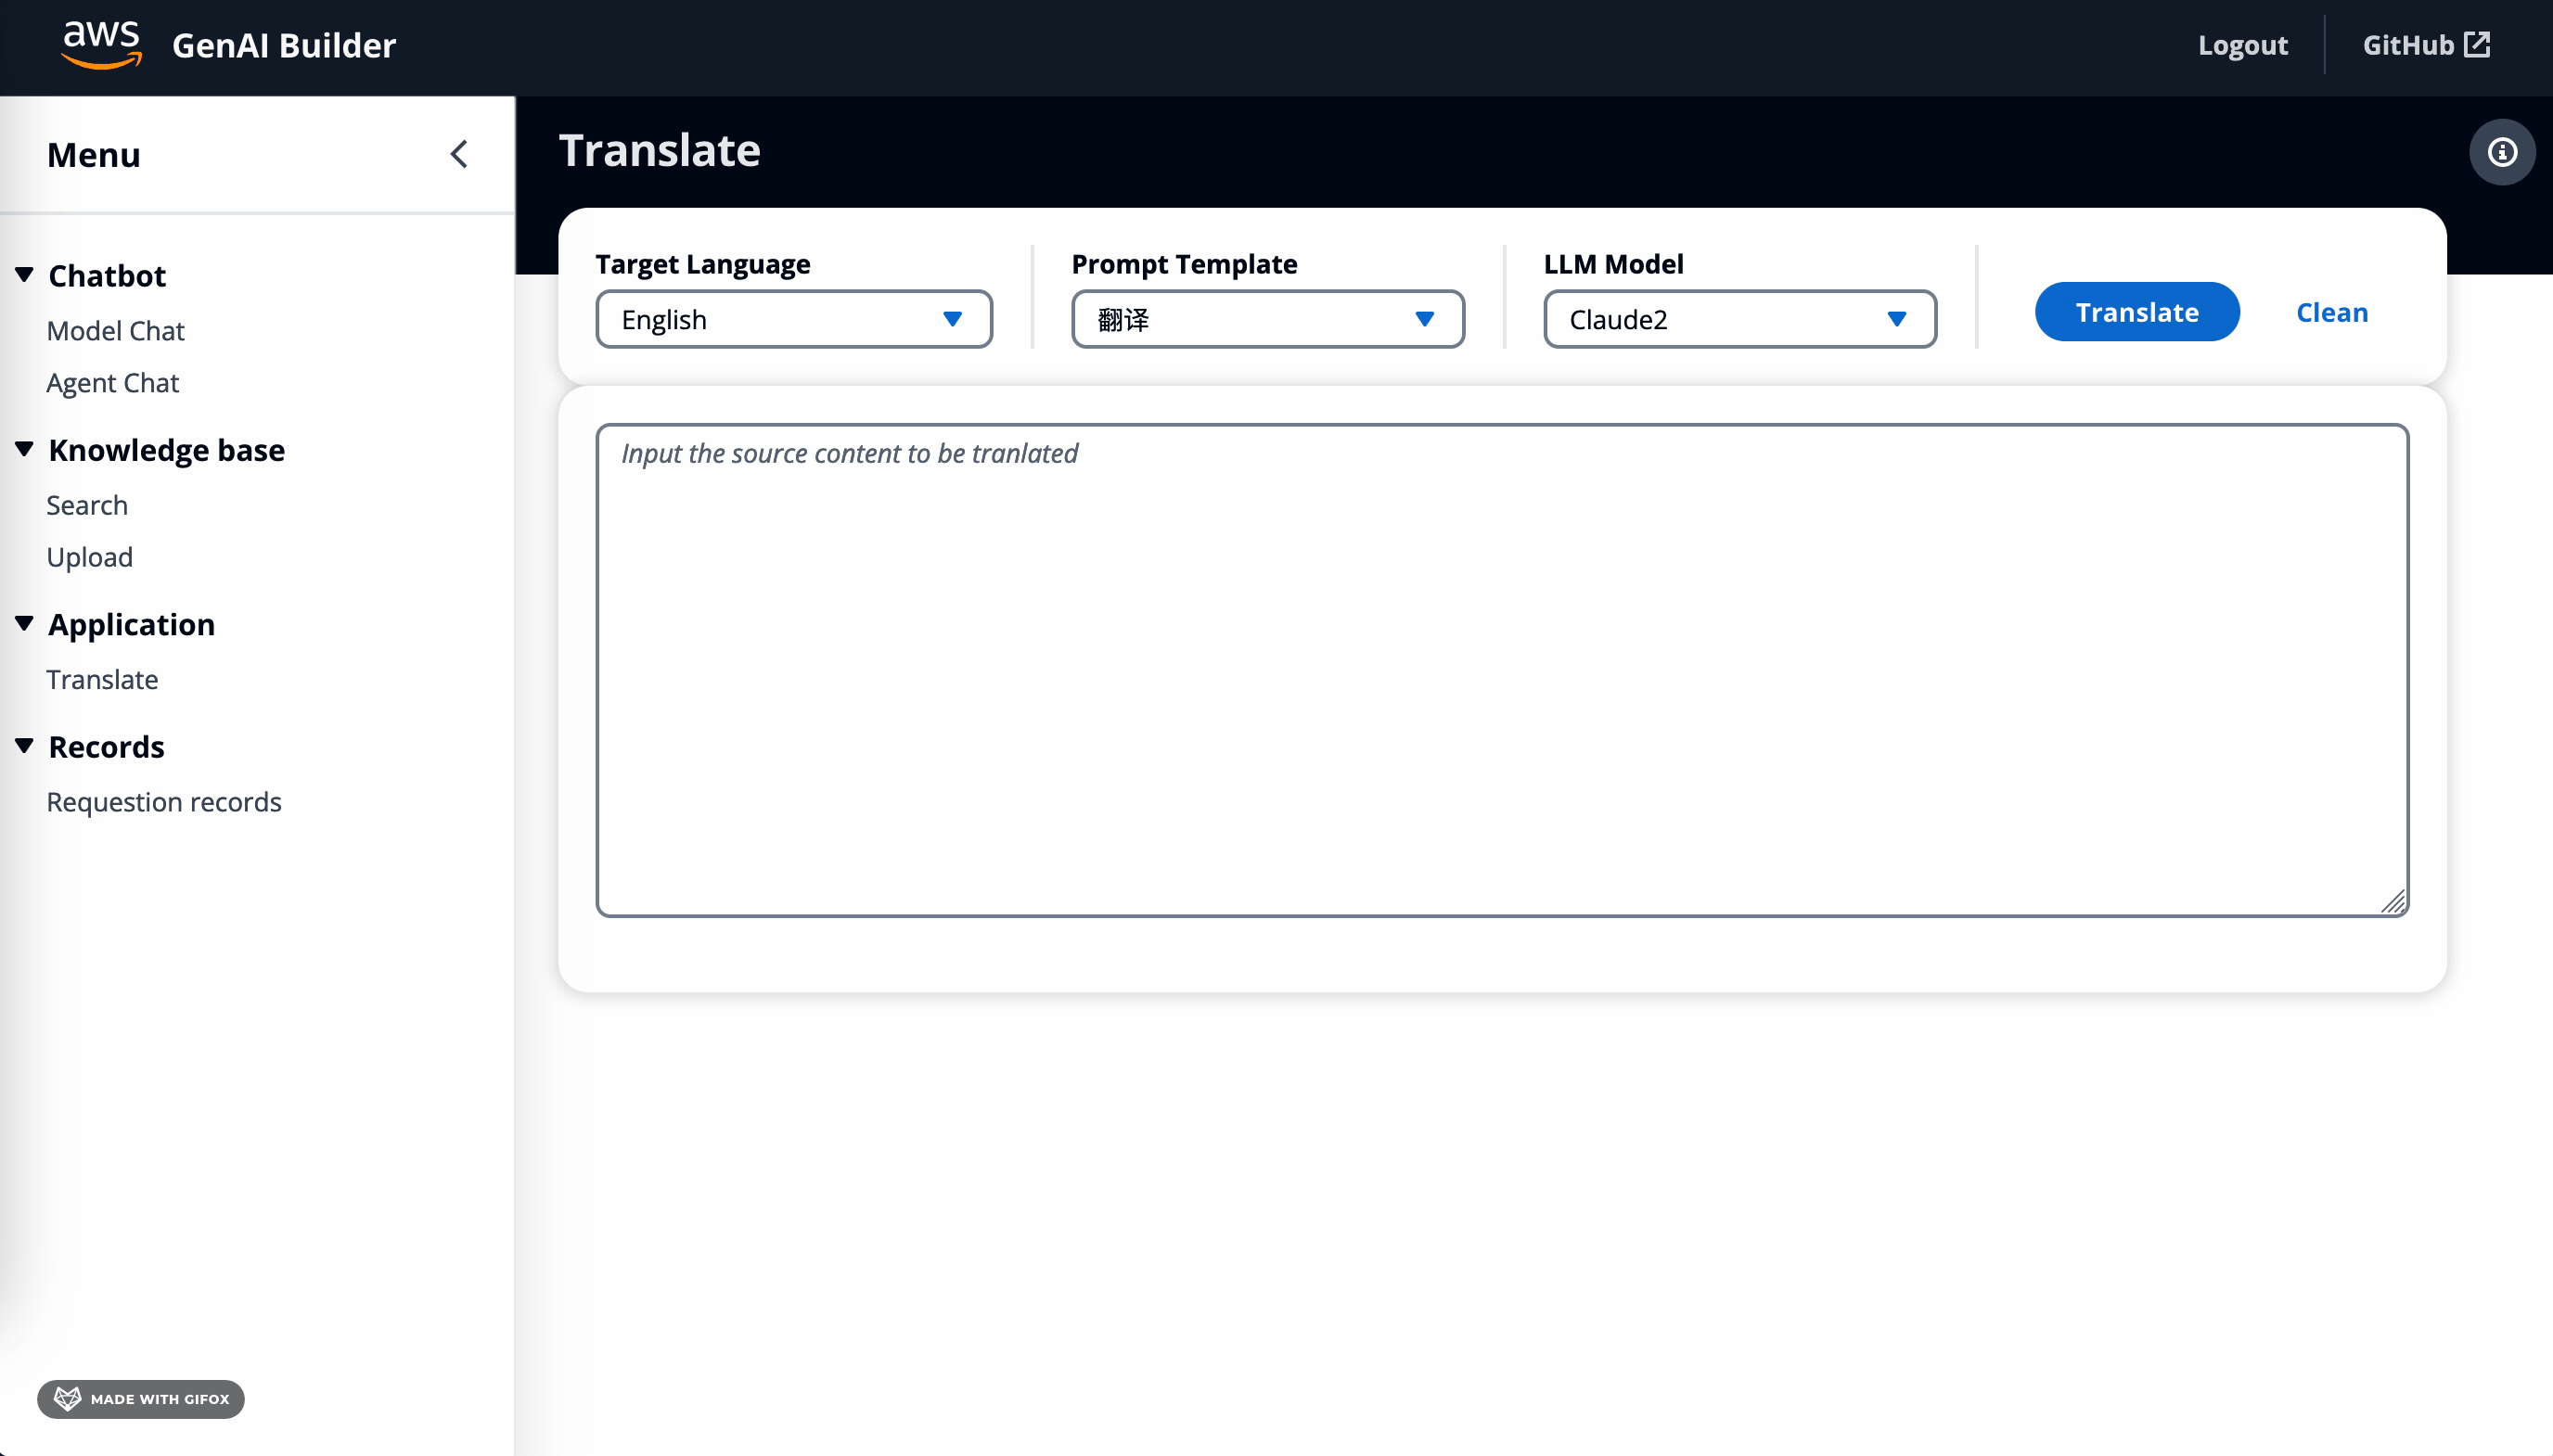 aws
GenAI Builder
Logout
GitHub
Menu
Chatbot
Model Chat
Agent Chat
Knowledge base
Search
Upload
Application
Translate
Records
Requestion records
MADE WITH GIFOX
Translate
Target Language
English
Prompt Template
翻译
LLM Model
Claude2
Translate
Clean
Input the source content to be tranlated